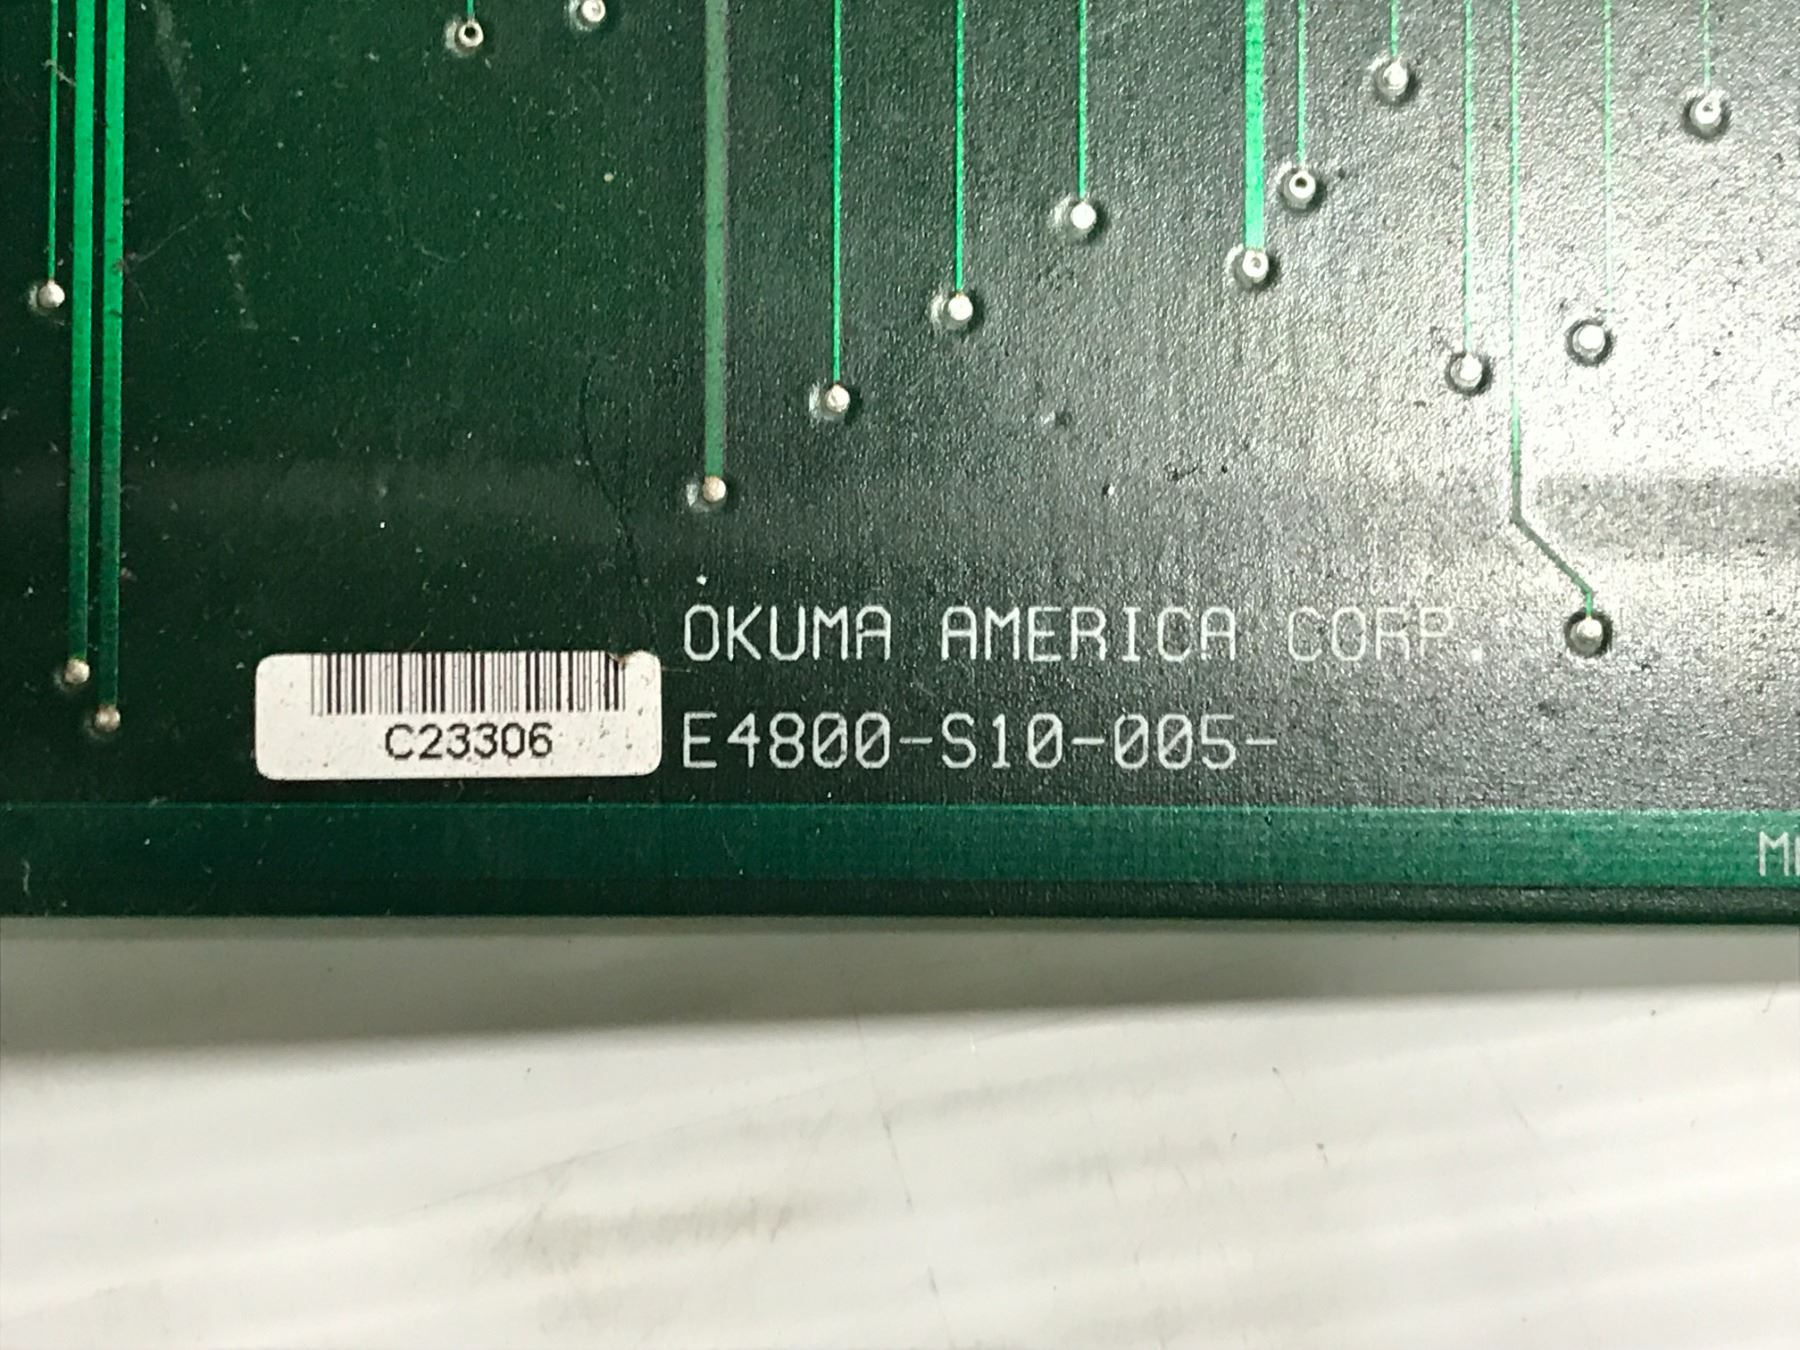 OKUMA AMERICA CORP.
C23306
E4800-S10-005-